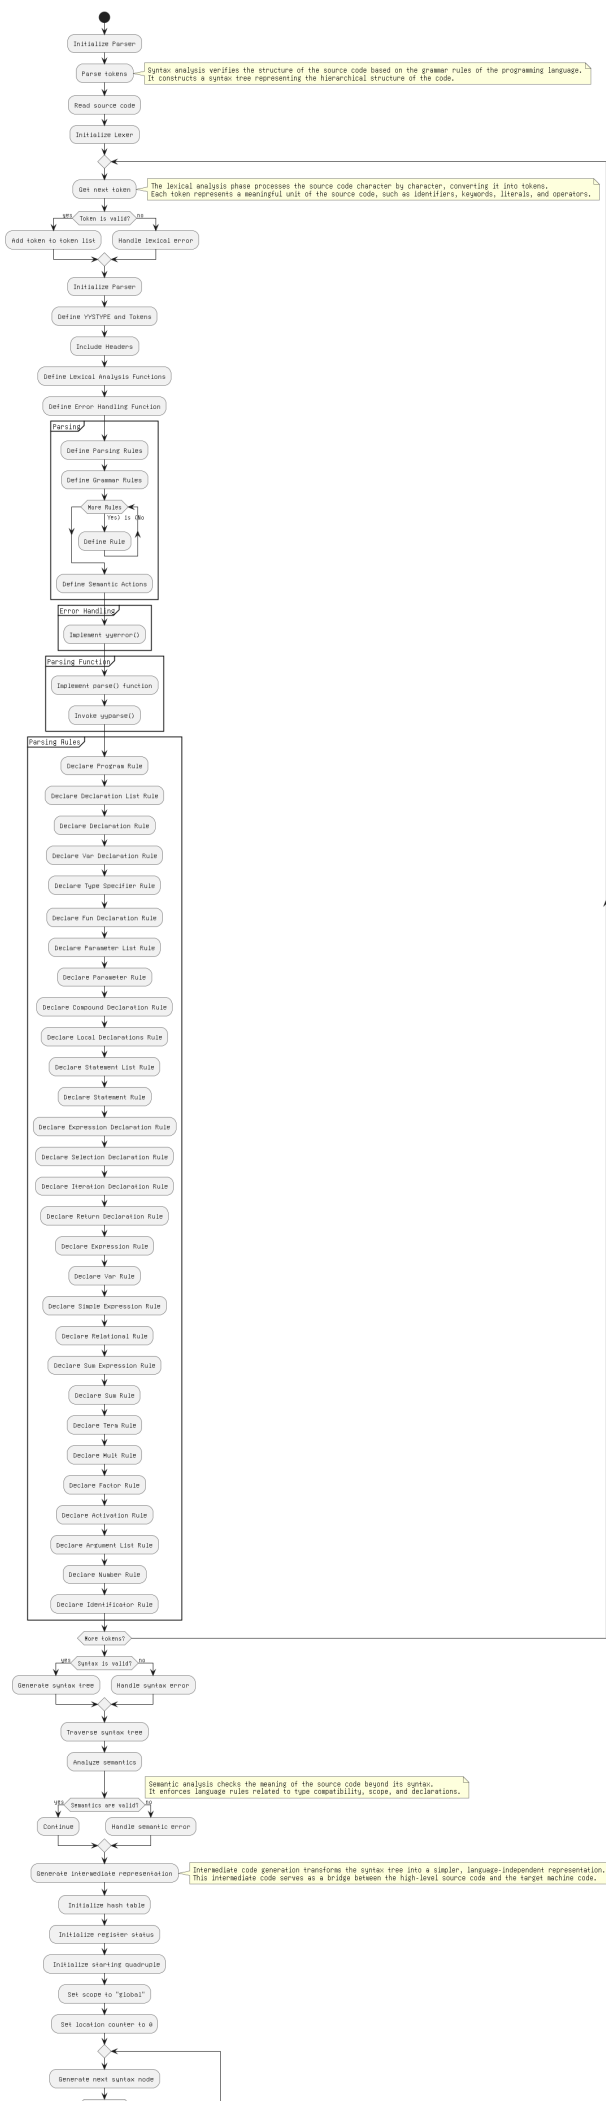 Initialize Parser
Parse tokens
Syntax analysis verifies the structure of the source code based on the grammar rules of the programming language.
It constructs a syntax tree representing the hierarchical structure of the code.
Read source code
Initialize Lexer
Get next token
The lexical analysis phase processes the source code character by character, converting it into tokens.
Each token represents a meaningful unit of the source code, such as identifiers, keywords, literals, and operators.
yes Token is valid? no
Add token to token list
Handle lexical error
Initialize Parser
Define YYSTYPE and Tokens
Include Headers
Define Lexical Analysis Functions
Define Error Handling Function
Parsing
Define Parsing Rules
Define Grammar Rules
More Rules
Yes) is (No
Define Rule
Define Semantic Actions
Error Handling
Implement yyerror()
Parsing Function
Implement parse() function
Invoke yyparse()
Parsing Rules
Declare Program Rule
Declare Declaration List Rule
Declare Declaration Rule
Declare Var Declaration Rule
Declare Type Specifier Rule
Declare Fun Declaration Rule
Declare Parameter List Rule
Declare Parameter Rule
Declare Compound Declaration Rule
Declare Local Declarations Rule
Declare Statement List Rule
Declare Statement Rule
Declare Expression Declaration Rule
Declare Selection Declaration Rule
Declare Iteration Declaration Rule
Declare Return Declaration Rule
Declare Expression Rule
Declare Var Rule
Declare Simple Expression Rule
Declare Relational Rule
Declare Sum Expression Rule
Declare Sum Rule
Declare Term Rule
Declare Mult Rule
Declare Factor Rule
Declare Activation Rule
Declare Argument List Rule
Declare Number Rule
Declare Identificator Rule
More tokens?
yes Syntax is valid? no
Generate syntax tree
Handle syntax error
Traverse syntax tree
Analyze semantics
Semantic analysis checks the meaning of the source code beyond its syntax.
It enforces language rules related to type compatibility, scope, and declarations.
yes Semantics are valid? no
Continue
Handle semantic error
Generate intermediate representation
Intermediate code generation transforms the syntax tree into a simpler, language-independent representation.
This intermediate code serves as a bridge between the high-level source code and the target machine code.
Initialize hash table
Initialize register status
Initialize starting quadruple
Set scope to "global"
Set location counter to 0
Generate next syntax node